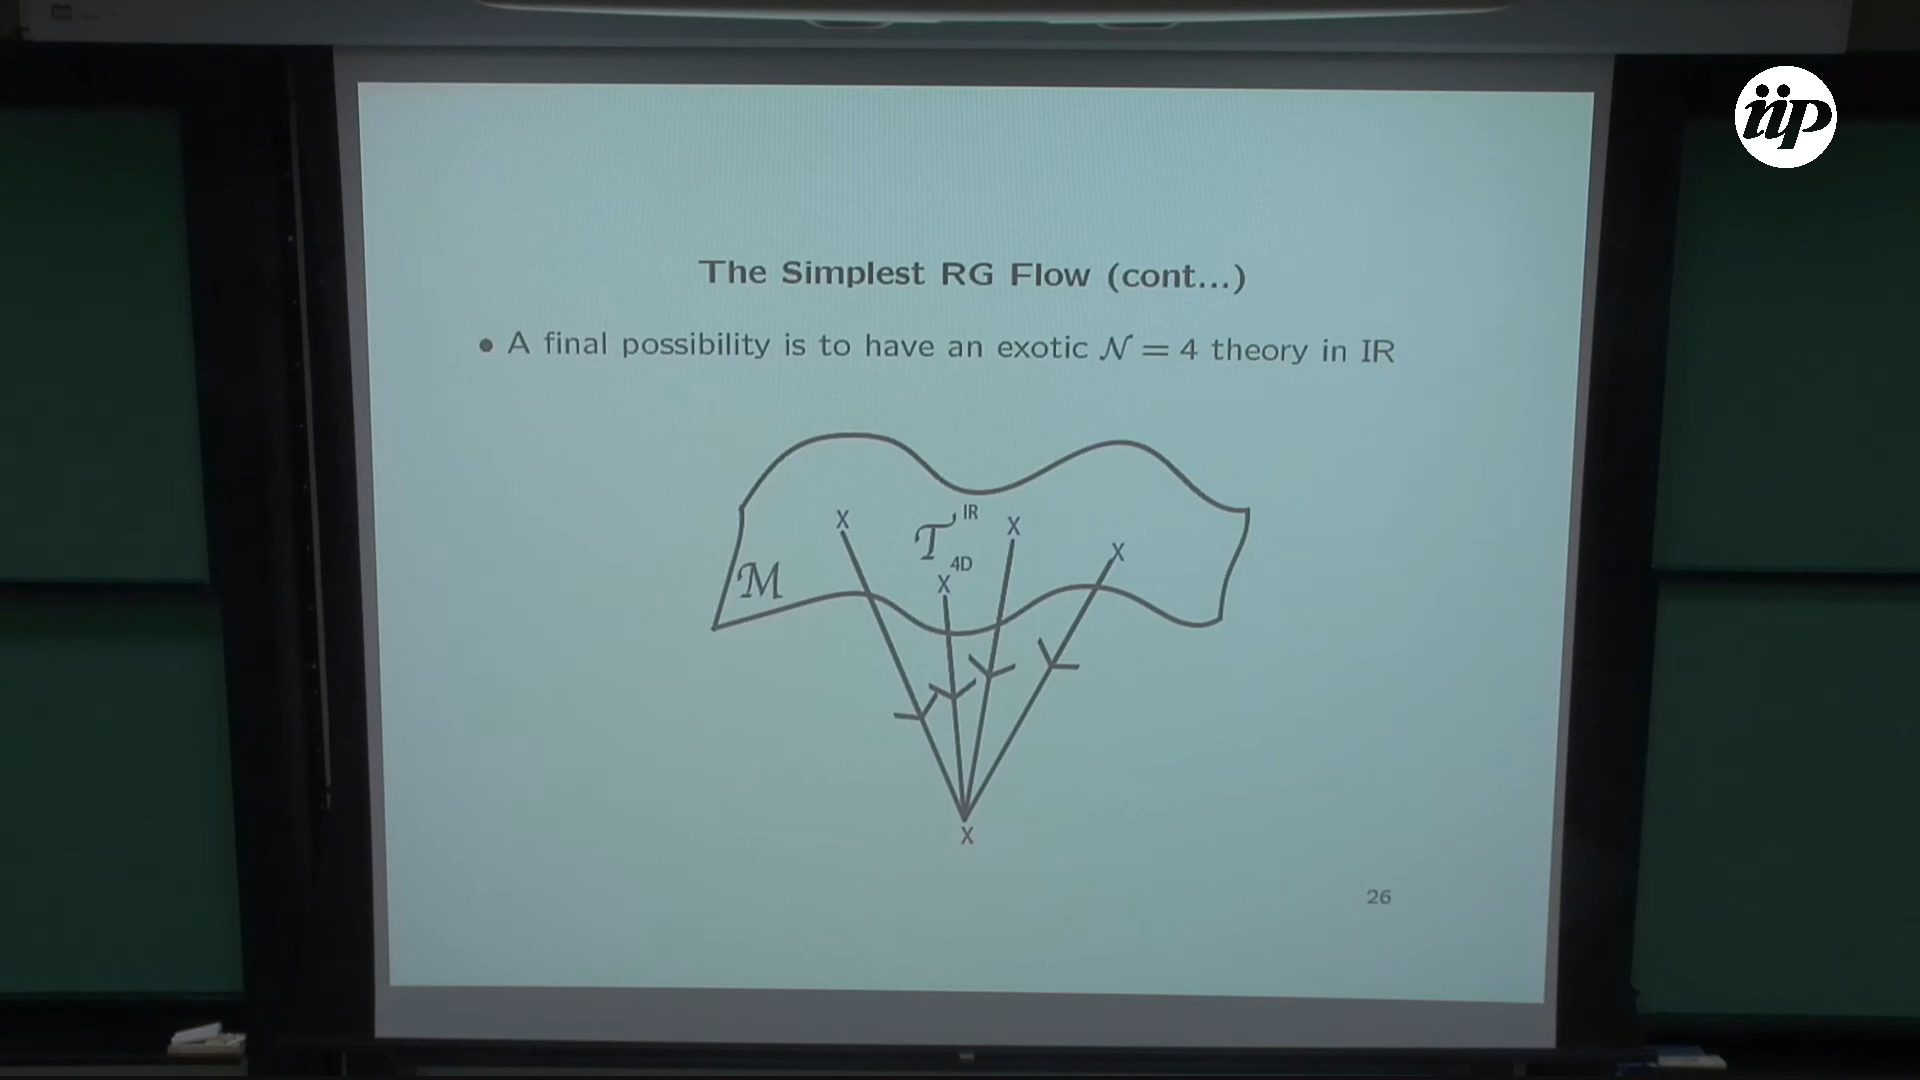 iip
The Simplest RG Flow (cont...)
• A final possibility is to have an exotic 𝒩 = 4 theory in IR
X
𝒯 IR 4D
X
X
X
ℳ
X
26